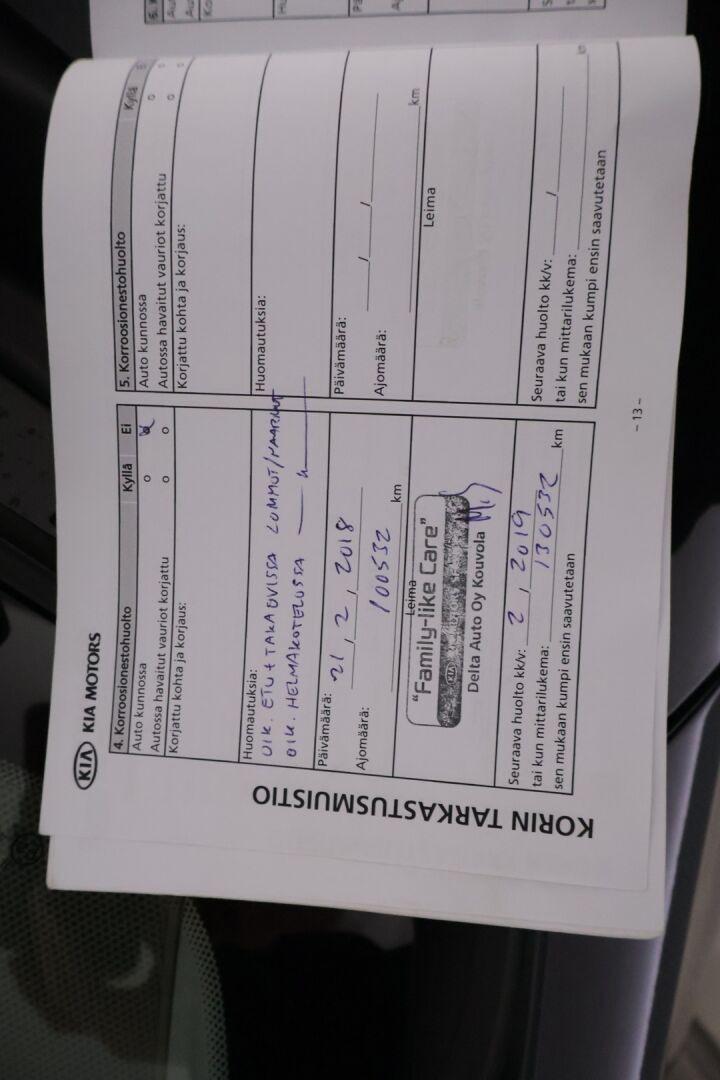 KIA KIA MOTORS
KORIN TARKASTUSMUISTIO
4. Korroosionestohuolto Kyllä Ei
Auto kunnossa o
Autossa havaitut vauriot korjattu o o
Korjattu kohta ja korjaus:
Huomautuksia:
OIK. ETU + TAKAOVISSA LOMMOT/NAARMUT
OIK. HELMAKOTELOSSA — " —
Päivämäärä: 21 / 2 / 2018
Ajomäärä: 100532 km
Leima
"Family-like Care"
KIA
Delta Auto Oy Kouvola
Seuraava huolto kk/v: 2 / 2019
tai kun mittarilukema: 130532 km
sen mukaan kumpi ensin saavutetaan
5. Korroosionestohuolto Kyllä
Auto kunnossa o o
Autossa havaitut vauriot korjattu o o
Korjattu kohta ja korjaus:
Huomautuksia:
Päivämäärä: / /
Ajomäärä: km
Leima
Seuraava huolto kk/v: /
tai kun mittarilukema:
sen mukaan kumpi ensin saavutetaan
– 13 –